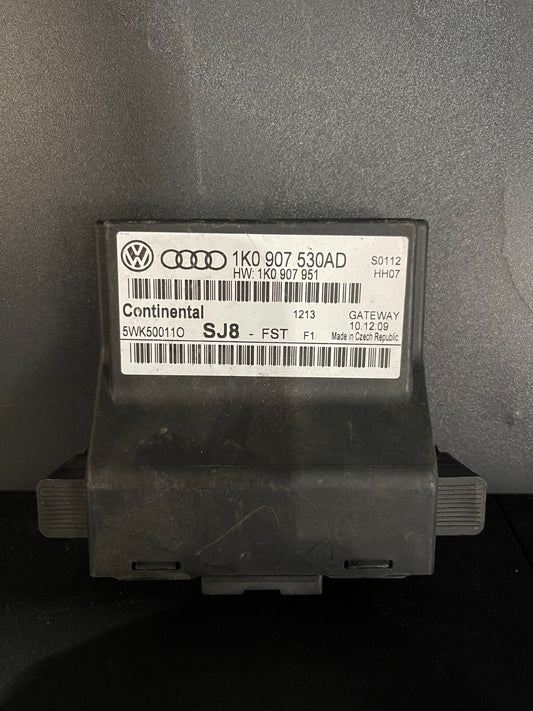 1K0 907 530AD S0112
HW: 1K0 907 951 HH07
Continental 1213 GATEWAY
10.12.09
5WK50011O SJ8 - FST F1 Made in Czech Republic